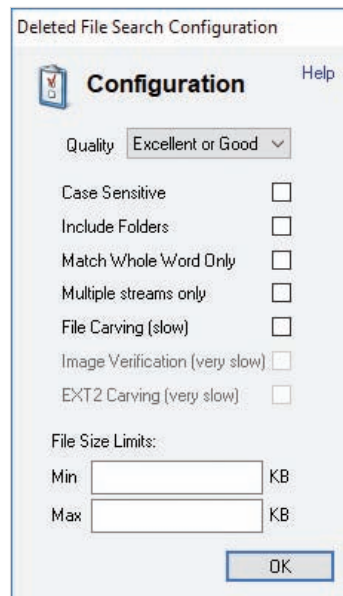 Deleted File Search Configuration
Configuration
Help
Quality Excellent or Good
Case Sensitive
Include Folders
Match Whole Word Only
Multiple streams only
File Carving (slow)
Image Verification (very slow)
EXT2 Carving (very slow)
File Size Limits:
Min KB
Max KB
OK